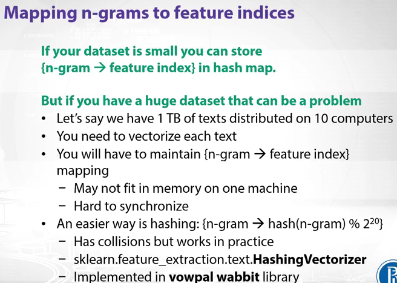 Mapping n-grams to feature indices
If your dataset is small you can store
{n-gram → feature index} in hash map.
But if you have a huge dataset that can be a problem
• Let's say we have 1 TB of texts distributed on 10 computers
• You need to vectorize each text
• You will have to maintain {n-gram → feature index}
mapping
– May not fit in memory on one machine
– Hard to synchronize
• An easier way is hashing: {n-gram → hash(n-gram) % 2²⁰}
– Has collisions but works in practice
– sklearn.feature_extraction.text.HashingVectorizer
– Implemented in vowpal wabbit library